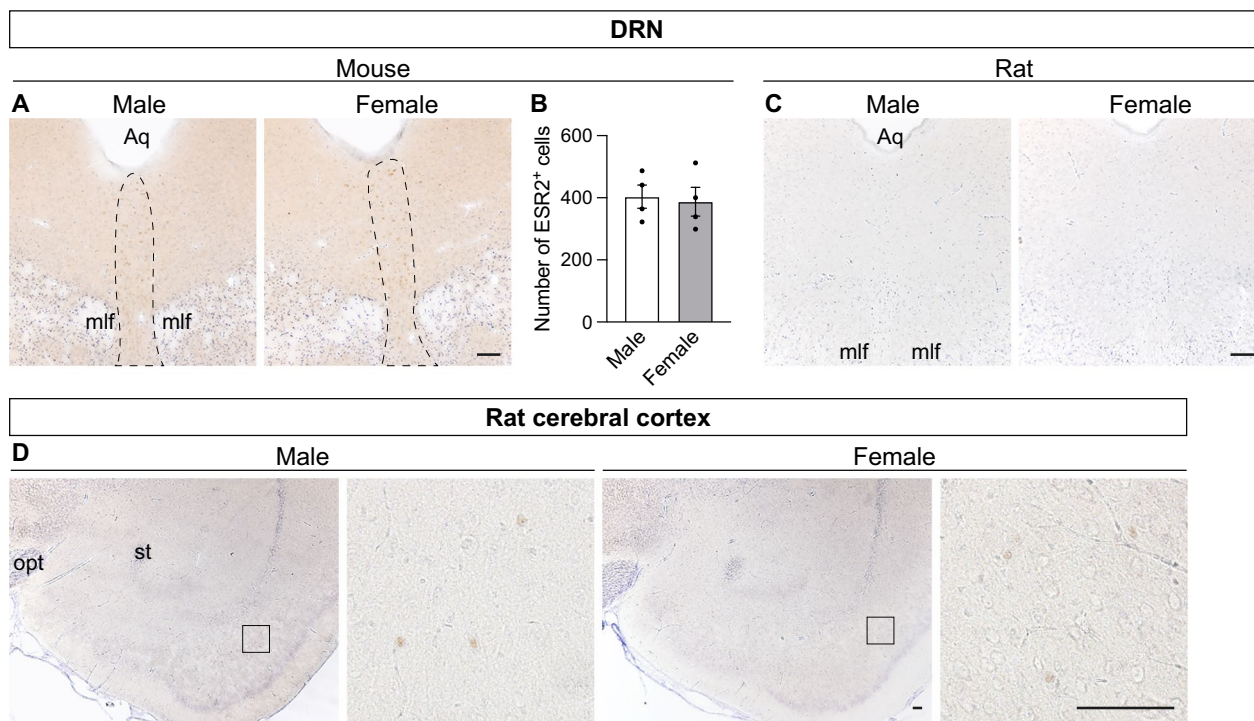 DRN
Mouse
Rat
A
Male
Female
B
C
Male
Female
Aq
mlf
mlf
Number of ESR2⁺ cells
600
400
200
0
Male
Female
Aq
mlf
mlf
Rat cerebral cortex
D
Male
Female
opt
st